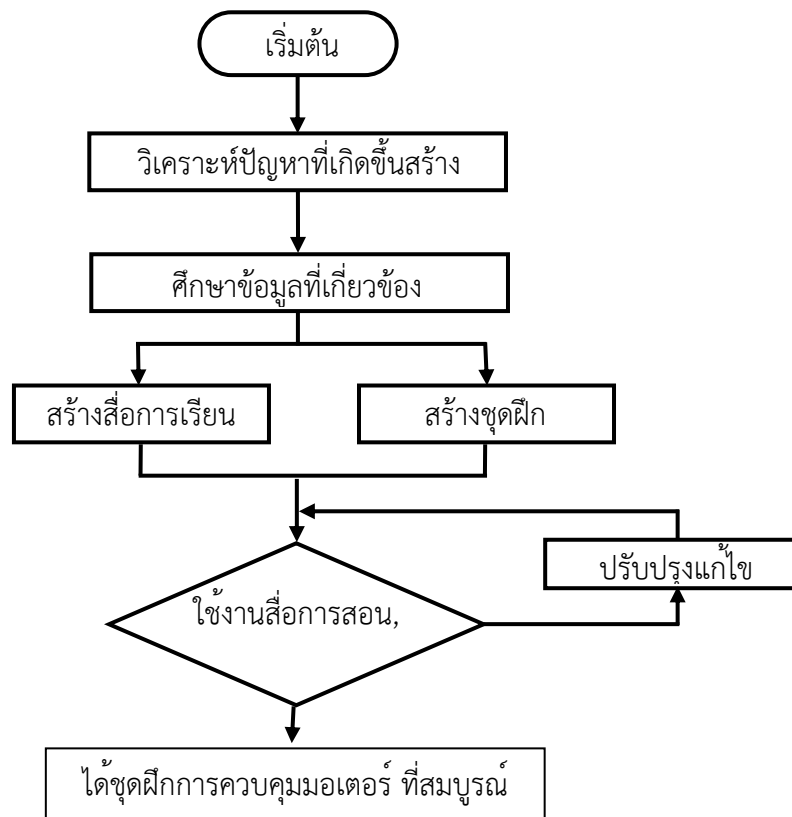 เริ่มต้น
วิเคราะห์ปัญหาที่เกิดขึ้นสร้าง
ศึกษาข้อมูลที่เกี่ยวข้อง
สร้างสื่อการเรียน
สร้างชุดฝึก
ปรับปรุงแก้ไข
ใช้งานสื่อการสอน,
ได้ชุดฝึกการควบคุมมอเตอร์ ที่สมบูรณ์